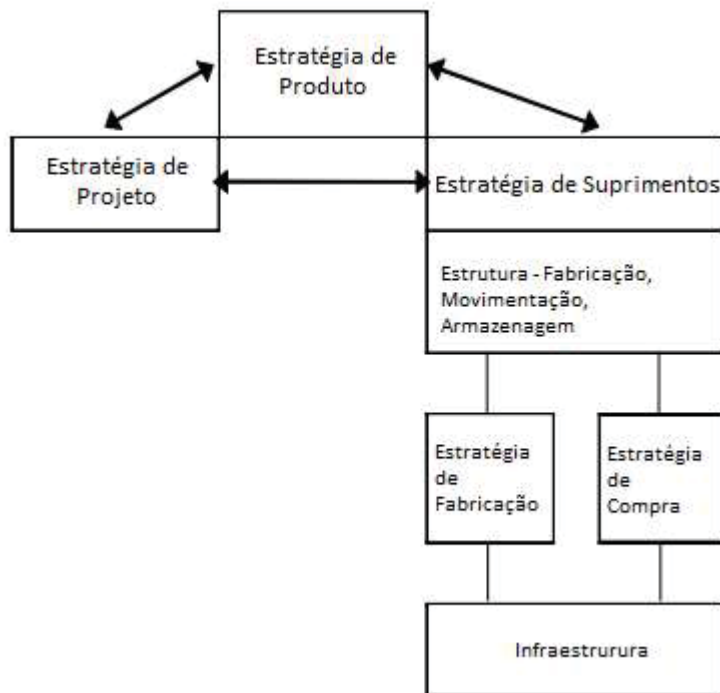 Estratégia de
Produto
Estratégia de
Projeto
Estratégia de Suprimentos
Estrutura - Fabricação,
Movimentação,
Armazenagem
Estratégia
de
Fabricação
Estratégia
de
Compra
Infraestrurura